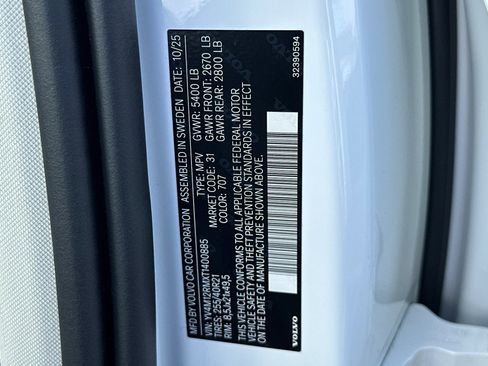 MFD BY VOLVO CAR CORPORATION ASSEMBLED IN SWEDEN DATE: 10/25
GVWR: 5400 LB
GAWR FRONT: 2670 LB
GAWR REAR: 2800 LB
VIN: YV4M12RMXT1400885 TYPE: MPV
TIRES: 255/40R21 MARKET CODE: 31
RIM: 8,5Jx21x49,5 COLOR: 707
THIS VEHICLE CONFORMS TO ALL APPLICABLE FEDERAL MOTOR
VEHICLE SAFETY AND THEFT PREVENTION STANDARDS IN EFFECT
ON THE DATE OF MANUFACTURE SHOWN ABOVE.
VOLVO
32390594